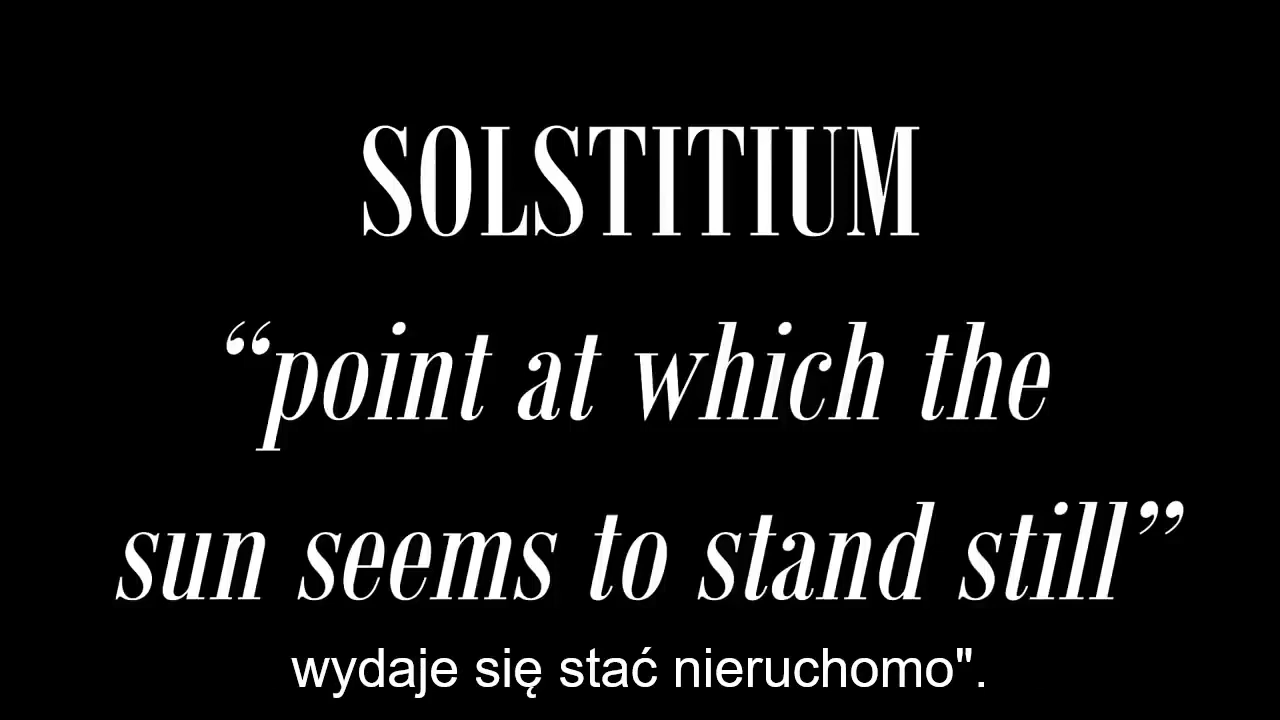 SOLSTITIUM
“point at which the
sun seems to stand still”
wydaje się stać nieruchomo".